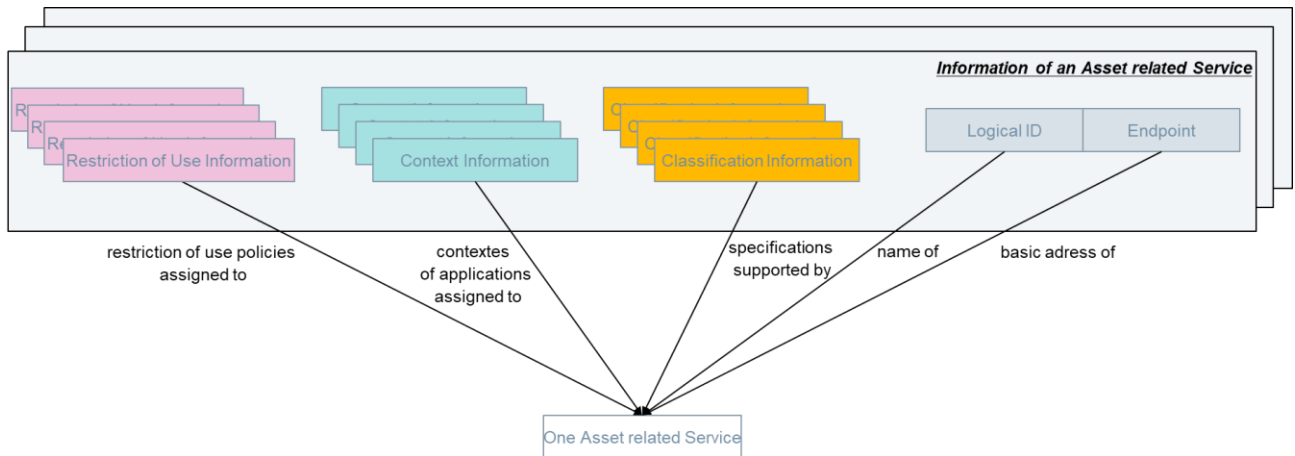 Information of an Asset related Service
Restriction of Use Information
Context Information
Classification Information
Logical ID
Endpoint
restriction of use policies
assigned to
contextes
of applications
assigned to
specifications
supported by
name of
basic adress of
One Asset related Service